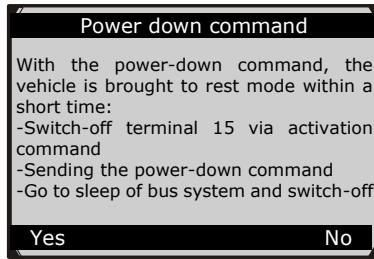 Power down command
With the power-down command, the
vehicle is brought to rest mode within a
short time:
-Switch-off terminal 15 via activation
command
-Sending the power-down command
-Go to sleep of bus system and switch-off
Yes No